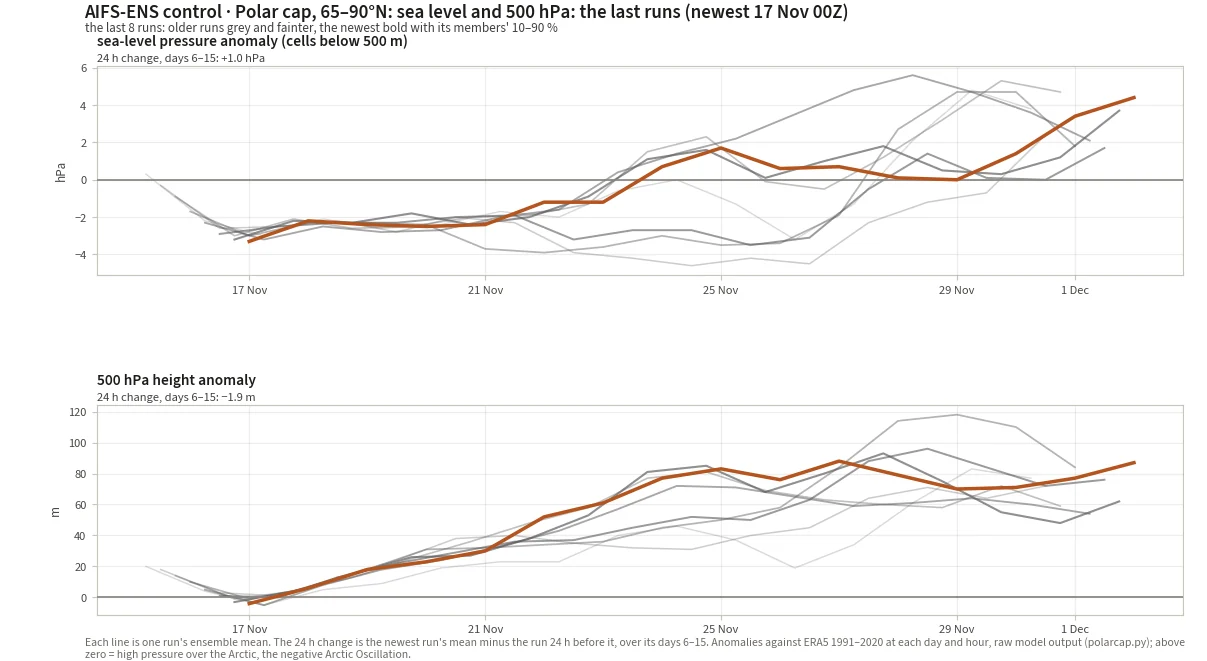 AIFS-ENS control · Polar cap, 65–90°N: sea level and 500 hPa: the last runs (newest 17 Nov 00Z)
the last 8 runs: older runs grey and fainter, the newest bold with its members' 10–90 %
sea-level pressure anomaly (cells below 500 m)
24 h change, days 6–15: +1.0 hPa
6
4
2
0
−2
−4
hPa
17 Nov
21 Nov
25 Nov
29 Nov
1 Dec
500 hPa height anomaly
24 h change, days 6–15: −1.9 m
120
100
80
60
40
20
0
m
17 Nov
21 Nov
25 Nov
29 Nov
1 Dec
Each line is one run's ensemble mean. The 24 h change is the newest run's mean minus the run 24 h before it, over its days 6–15. Anomalies against ERA5 1991–2020 at each day and hour, raw model output (polarcap.py); above
zero = high pressure over the Arctic, the negative Arctic Oscillation.